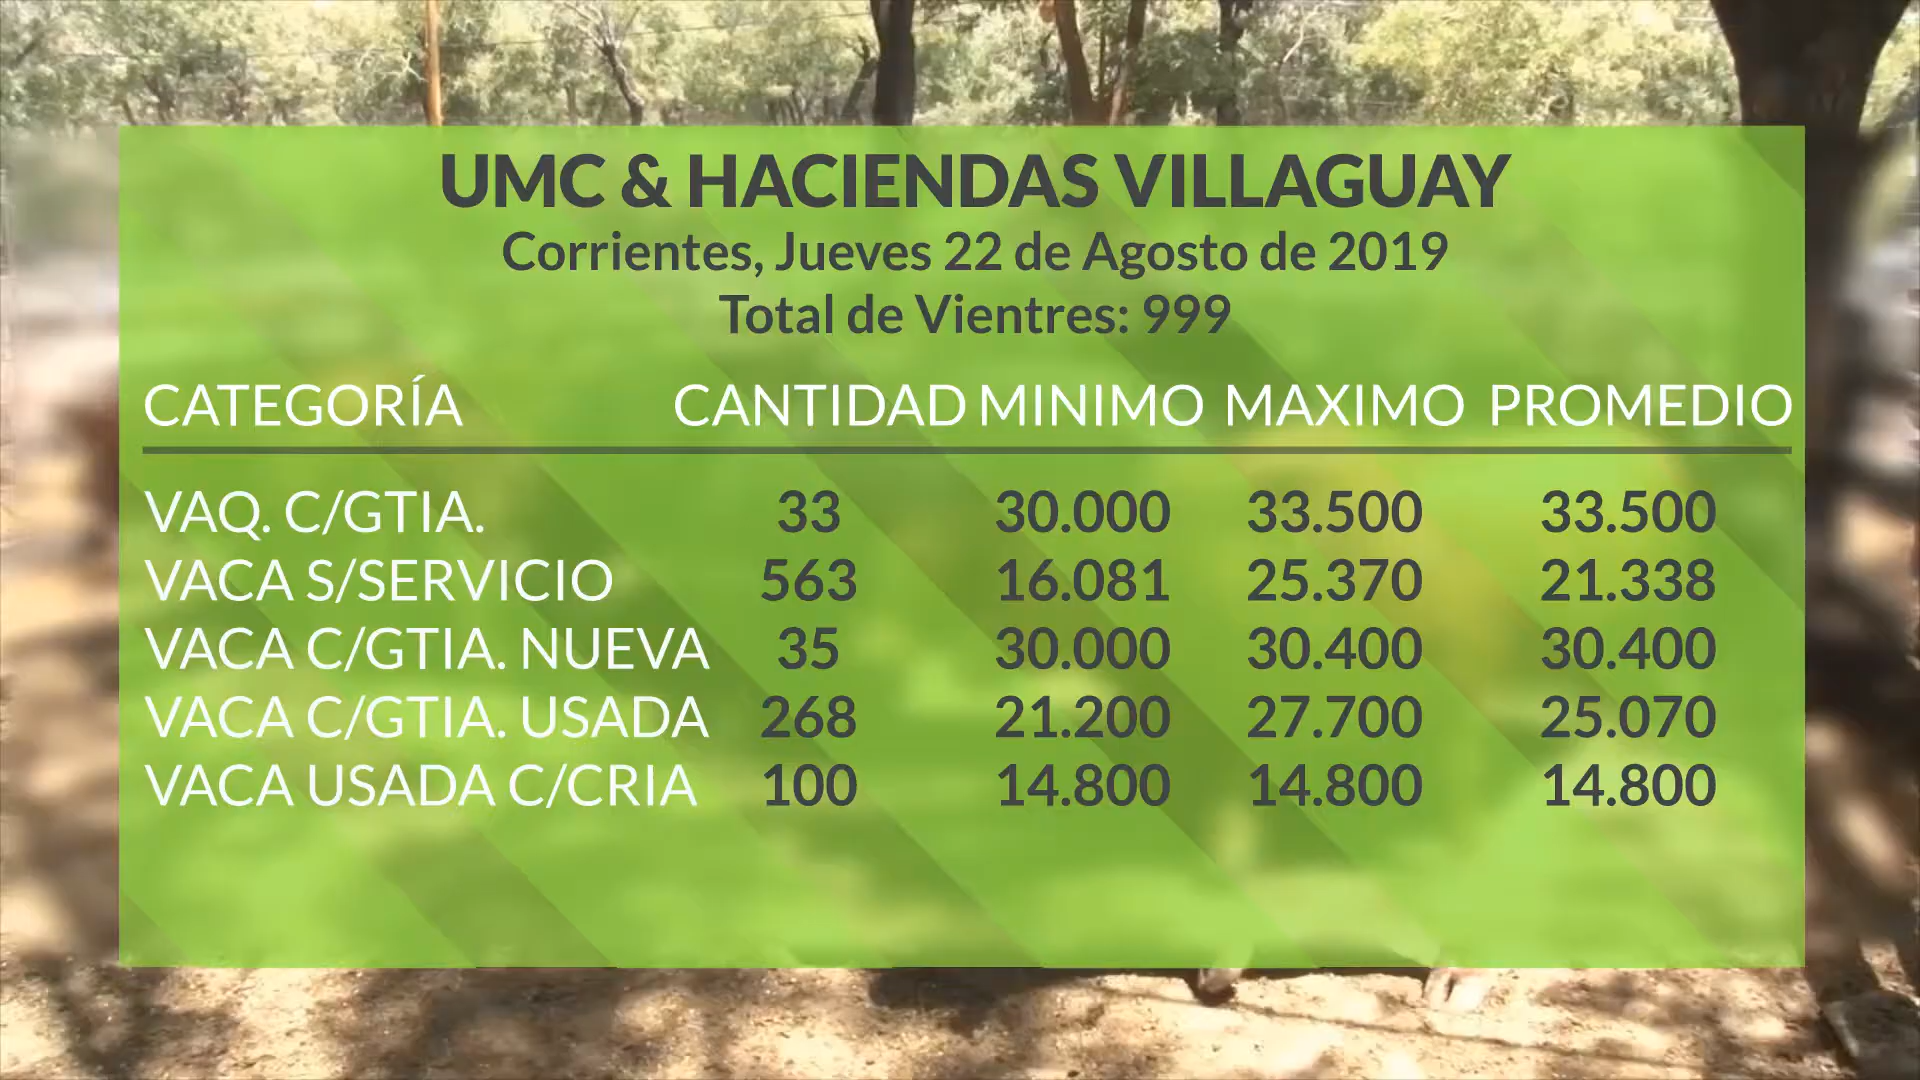 UMC & HACIENDAS VILLAGUAY
Corrientes, Jueves 22 de Agosto de 2019
Total de Vientres: 999
CATEGORÍA CANTIDAD MINIMO MAXIMO PROMEDIO
VAQ. C/GTIA. 33 30.000 33.500 33.500
VACA S/SERVICIO 563 16.081 25.370 21.338
VACA C/GTIA. NUEVA 35 30.000 30.400 30.400
VACA C/GTIA. USADA 268 21.200 27.700 25.070
VACA USADA C/CRIA 100 14.800 14.800 14.800